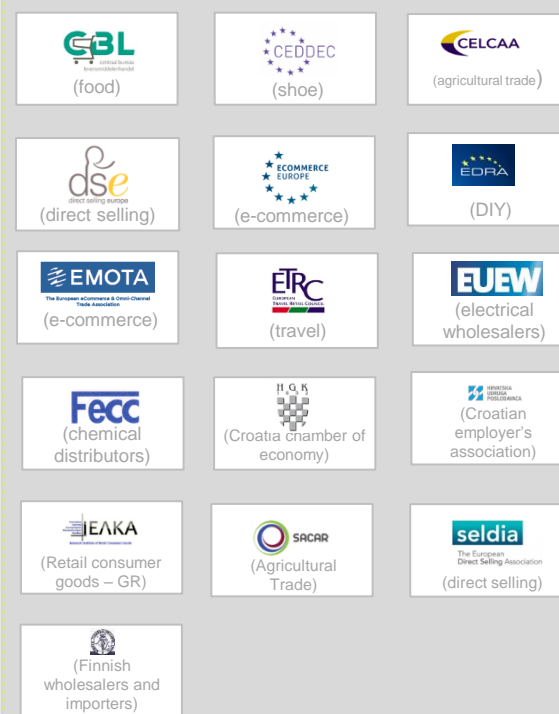 CBL
central bureau
levensmiddelenhandel
(food)
CEDDEC
(shoe)
CELCAA
(agricultural trade)
dse
direct selling europe
(direct selling)
ECOMMERCE
EUROPE
(e-commerce)
EDRA
(DIY)
EMOTA
The European eCommerce & Omni-Channel
Trade Association
(e-commerce)
ETRC
EUROPEAN
TRAVEL RETAIL COUNCIL
(travel)
EUEW
(electrical
wholesalers)
Fecc
(chemical
distributors)
HGK
1852
(Croatia chamber of
economy)
HRVATSKA
UDRUGA
POSLODAVACA
(Croatian
employer's
association)
ΙΕΛΚΑ
(Retail consumer
goods – GR)
SACAR
(Agricultural
Trade)
seldia
The European
Direct Selling Association
(direct selling)
(Finnish
wholesalers and
importers)